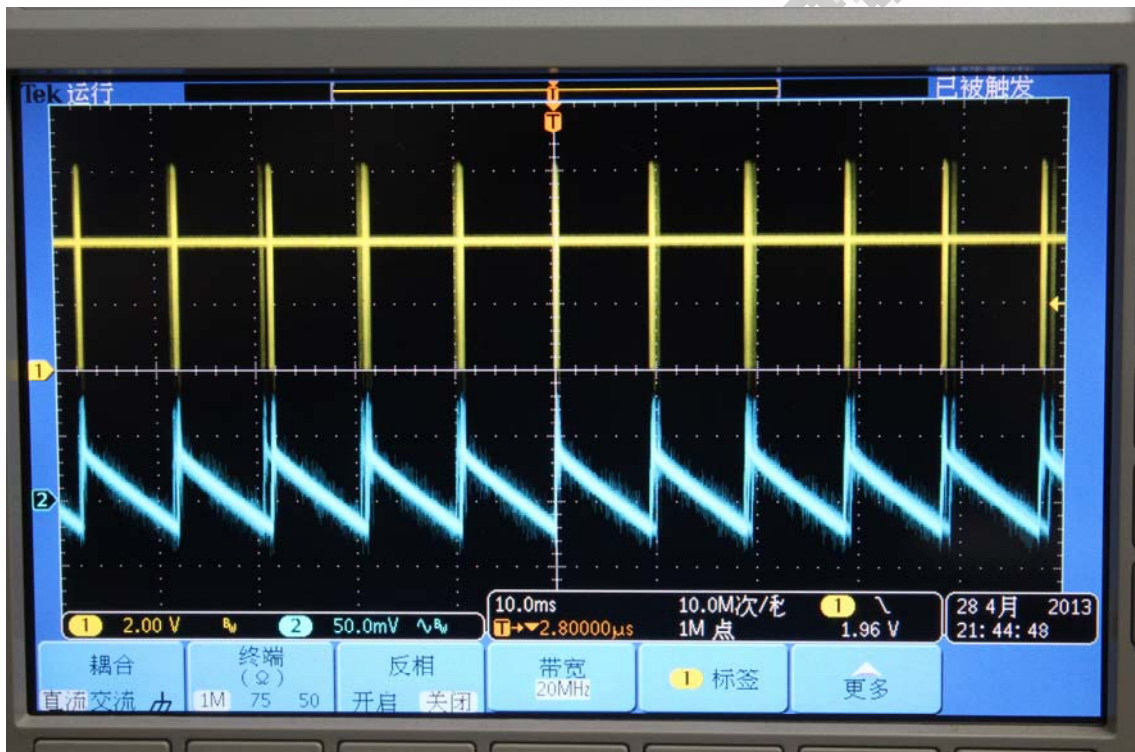 Tek 运行 已被触发
T
T
1
2
1 2.00 V BW 2 50.0mV ∿BW
10.0ms 10.0M次/秒 1 \
T→▼2.80000μs 1M 点 1.96 V
28 4月 2013
21:44:48
耦合
直流 交流
终端
(Ω)
1M 75 50
反相
开启 关闭
带宽
20MHz
1 标签
更多